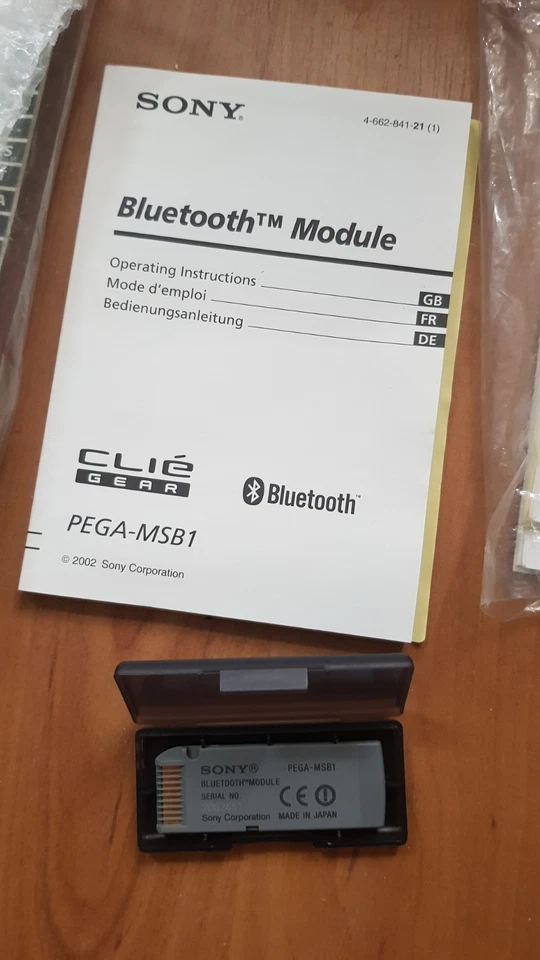 SONY®
4-662-841-21 (1)
Bluetooth™ Module
Operating Instructions
GB
Mode d'emploi
FR
Bedienungsanleitung
DE
CLIÉ
GEAR
Bluetooth™
PEGA-MSB1
© 2002 Sony Corporation
SONY® PEGA-MSB1
BLUETOOTH™MODULE
SERIAL NO.
CE
Sony Corporation MADE IN JAPAN